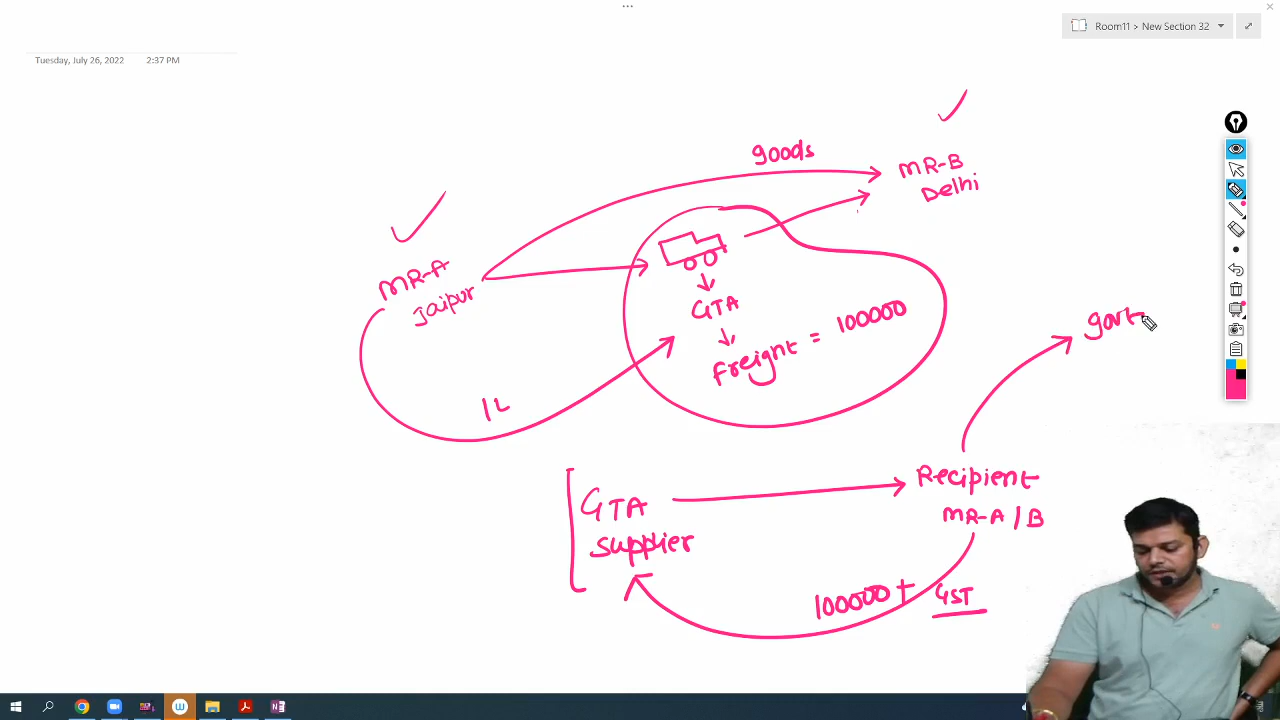 Room11 > New Section 32
Tuesday, July 26, 2022 2:37 PM
goods
MR-B
Delhi
MR-A
Jaipur
GTA
Freight = 100000
1L
govt
Recipient
MR-A/B
GTA
supplier
100000 + GST